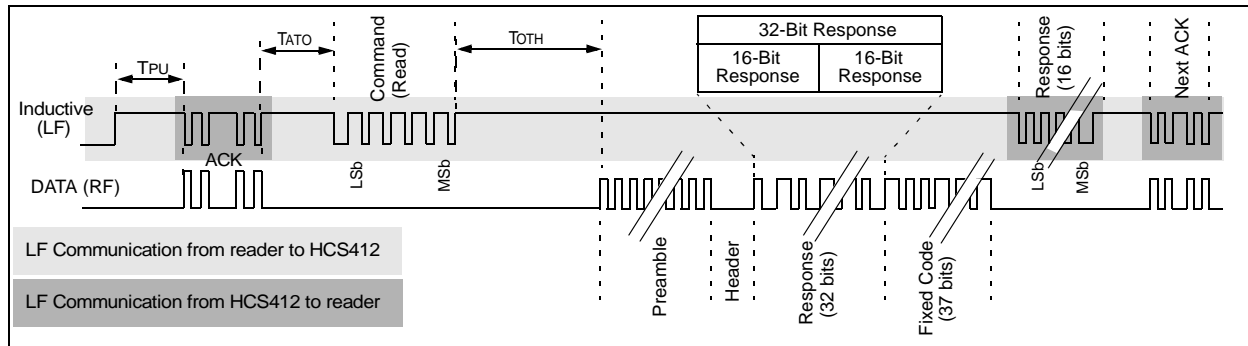 TATO
TOTH
TPU
Command
(Read)
32-Bit Response
16-Bit
Response
16-Bit
Response
Response
(16 bits)
Next ACK
Inductive
(LF)
ACK
LSb
MSb
LSb
MSb
DATA (RF)
Preamble
Header
Response
(32 bits)
Fixed Code
(37 bits)
LF Communication from reader to HCS412
LF Communication from HCS412 to reader